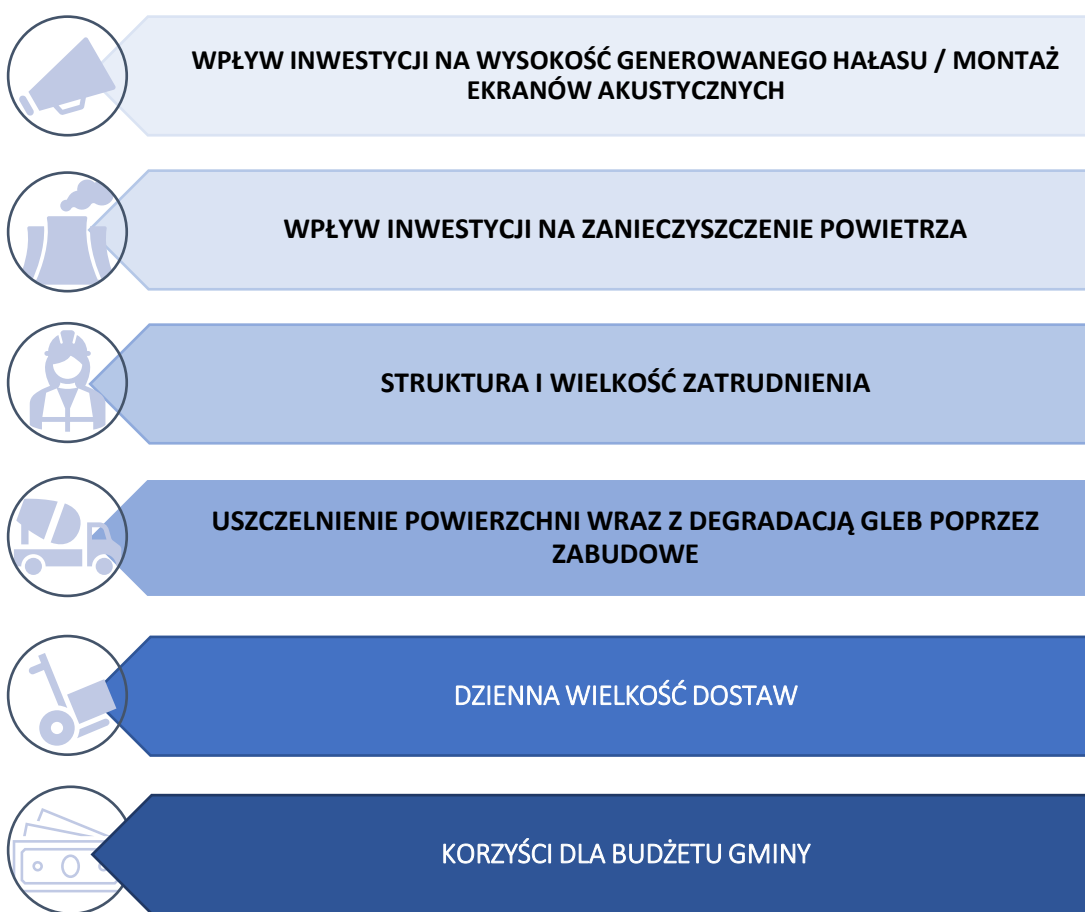 WPŁYW INWESTYCJI NA WYSOKOŚĆ GENEROWANEGO HAŁASU / MONTAŻ
EKRANÓW AKUSTYCZNYCH
WPŁYW INWESTYCJI NA ZANIECZYSZCZENIE POWIETRZA
STRUKTURA I WIELKOŚĆ ZATRUDNIENIA
USZCZELNIENIE POWIERZCHNI WRAZ Z DEGRADACJĄ GLEB POPRZEZ
ZABUDOWE
DZIENNA WIELKOŚĆ DOSTAW
KORZYŚCI DLA BUDŻETU GMINY